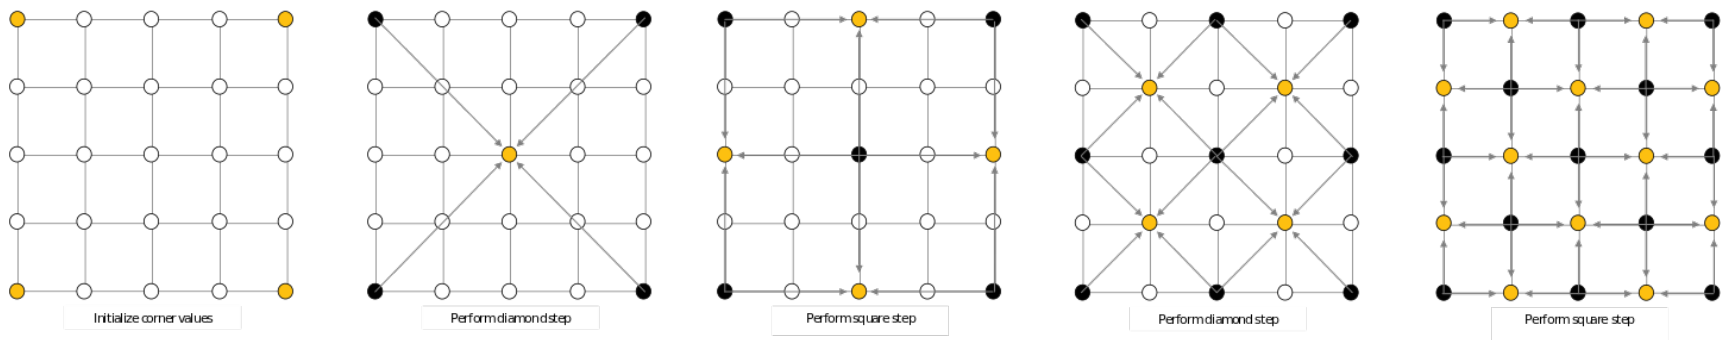 Initialize corner values
Perform diamond step
Perform square step
Perform diamond step
Perform square step